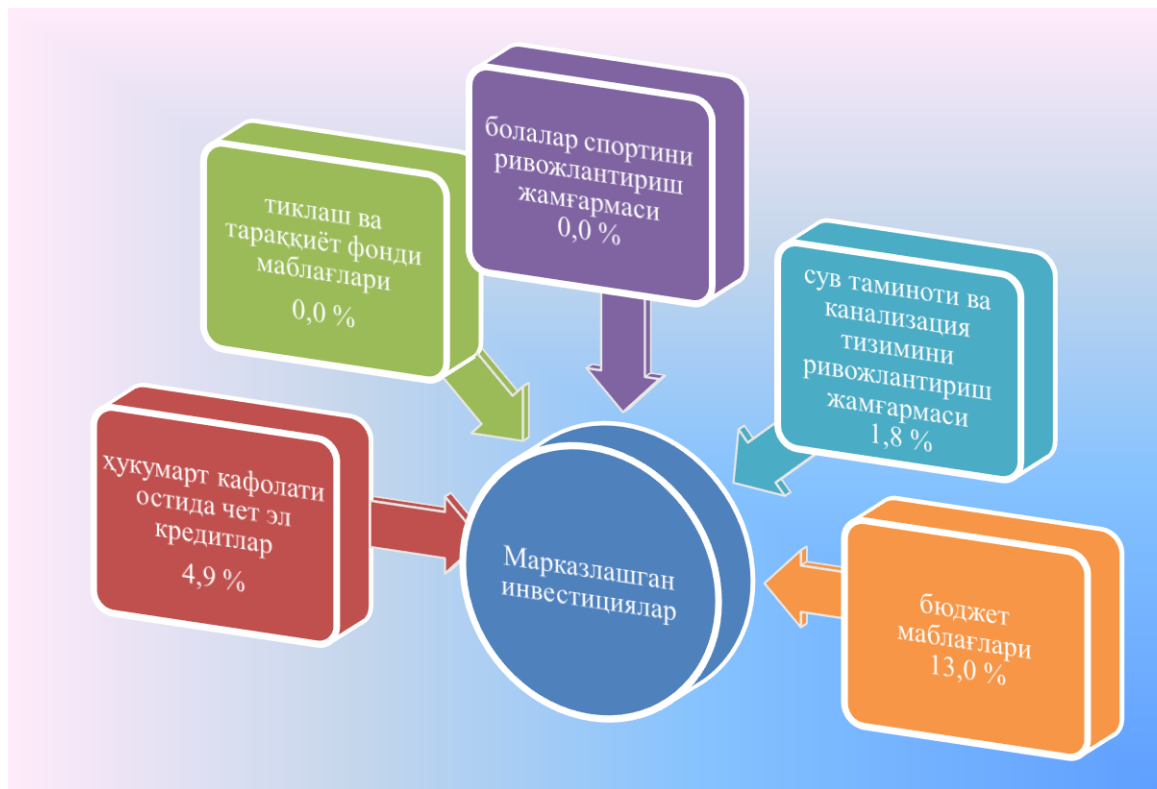 болалар спортини
ривожлантириш
жамғармаси
0,0 %
тиклаш ва
тараққиёт фонди
маблағлари
0,0 %
сув таминоти ва
канализация
тизимини
ривожлантириш
жамғармаси
1,8 %
ҳукумарт кафолати
остида чет эл
кредитлар
4,9 %
Марказлашган
инвестициялар
бюджет
маблағлари
13,0 %